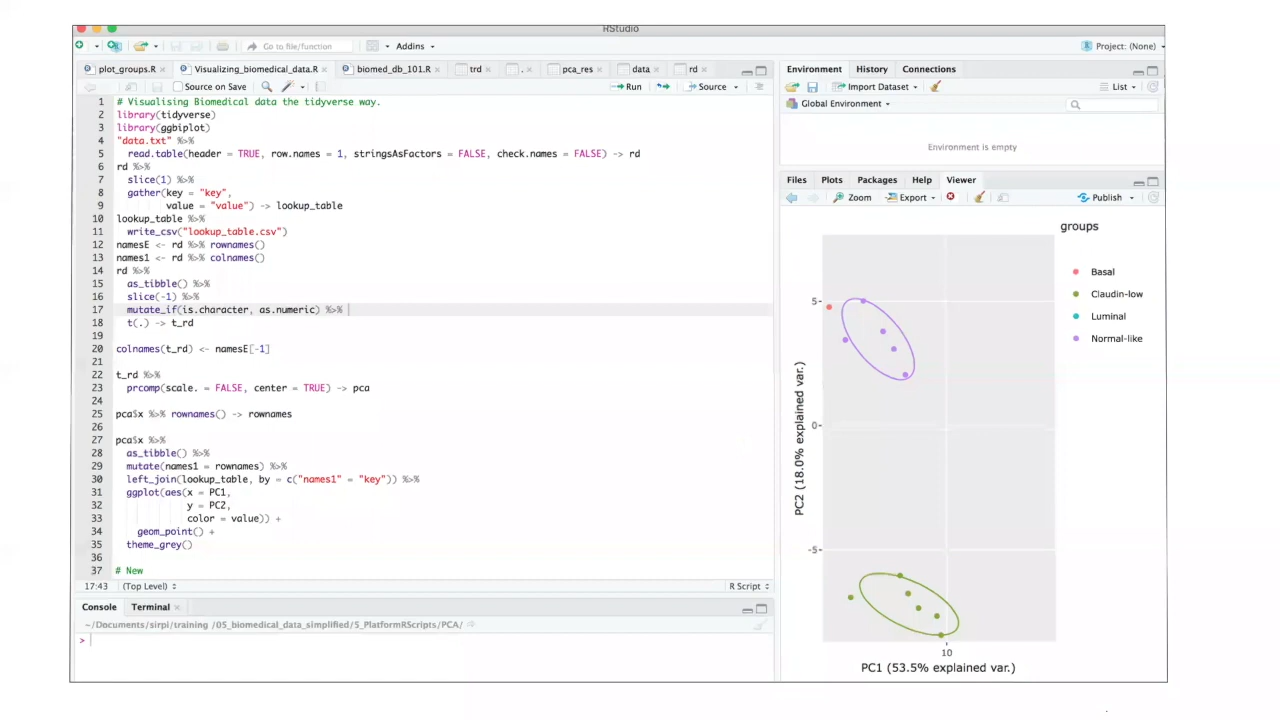 RStudio
Go to file/function
Addins
Project: (None)
plot_groups.R
Visualizing_biomedical_data.R
biomed_db_101.R
trd
.
pca_res
data
rd
Source on Save
Run
Source
1 # Visualising Biomedical data the tidyverse way.
2 library(tidyverse)
3 library(ggbiplot)
4 "data.txt" %>%
5 read.table(header = TRUE, row.names = 1, stringsAsFactors = FALSE, check.names = FALSE) -> rd
6 rd %>%
7 slice(1) %>%
8 gather(key = "key",
9 value = "value") -> lookup_table
10 lookup_table %>%
11 write_csv("lookup_table.csv")
12 namesE <- rd %>% rownames()
13 names1 <- rd %>% colnames()
14 rd %>%
15 as_tibble() %>%
16 slice(-1) %>%
17 mutate_if(is.character, as.numeric) %>%
18 t(.) -> t_rd
19
20 colnames(t_rd) <- namesE[-1]
21
22 t_rd %>%
23 prcomp(scale. = FALSE, center = TRUE) -> pca
24
25 pca$x %>% rownames() -> rownames
26
27 pca$x %>%
28 as_tibble() %>%
29 mutate(names1 = rownames) %>%
30 left_join(lookup_table, by = c("names1" = "key")) %>%
31 ggplot(aes(x = PC1,
32 y = PC2,
33 color = value)) +
34 geom_point() +
35 theme_grey()
36
37 # New
17:43 (Top Level)
R Script
Console
Terminal
~/Documents/sirpi/training /05_biomedical_data_simplified/5_PlatformRScripts/PCA/
>
Environment
History
Connections
Import Dataset
List
Global Environment
Environment is empty
Files
Plots
Packages
Help
Viewer
Zoom
Export
Publish
groups
Basal
Claudin-low
Luminal
Normal-like
5
0
-5
PC2 (18.0% explained var.)
10
PC1 (53.5% explained var.)